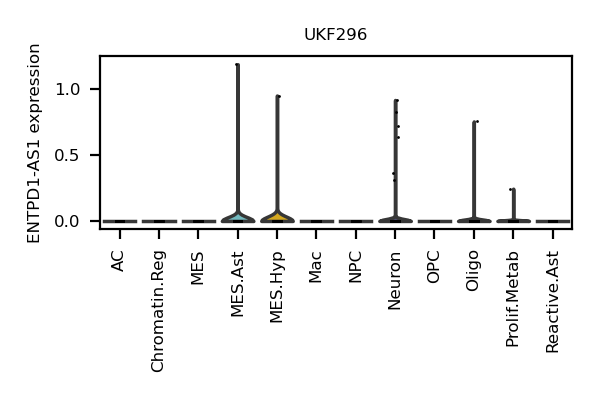 UKF296
ENTPD1-AS1 expression
1.0
0.5
0.0
AC
Chromatin.Reg
MES
MES.Ast
MES.Hyp
Mac
NPC
Neuron
OPC
Oligo
Prolif.Metab
Reactive.Ast